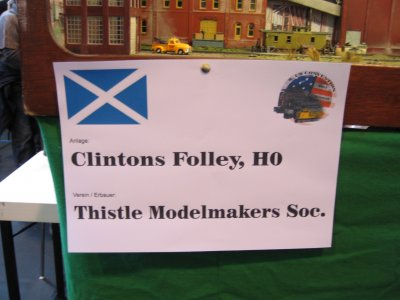 Anlage:
Clintons Folley, H0
Verein / Erbauer:
Thistle Modelmakers Soc.